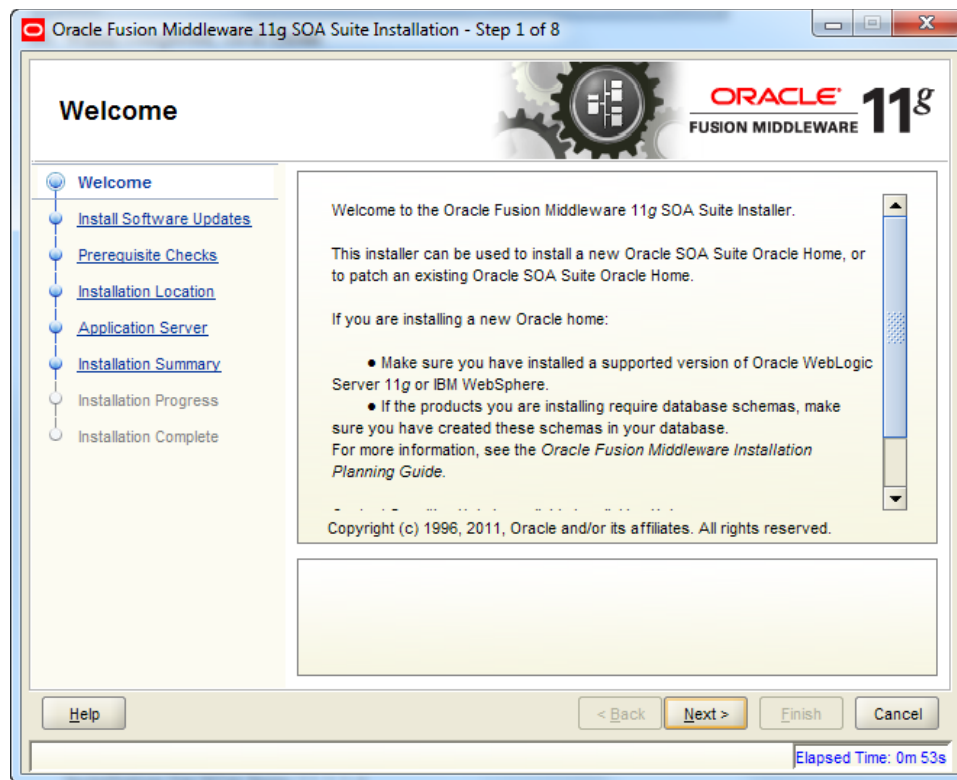 Oracle Fusion Middleware 11g SOA Suite Installation - Step 1 of 8
Welcome
ORACLE
FUSION MIDDLEWARE
11g
Welcome
Install Software Updates
Prerequisite Checks
Installation Location
Application Server
Installation Summary
Installation Progress
Installation Complete
Welcome to the Oracle Fusion Middleware 11g SOA Suite Installer.
This installer can be used to install a new Oracle SOA Suite Oracle Home, or
to patch an existing Oracle SOA Suite Oracle Home.
If you are installing a new Oracle home:
● Make sure you have installed a supported version of Oracle WebLogic
Server 11g or IBM WebSphere.
● If the products you are installing require database schemas, make
sure you have created these schemas in your database.
For more information, see the Oracle Fusion Middleware Installation
Planning Guide.
Copyright (c) 1996, 2011, Oracle and/or its affiliates. All rights reserved.
Help
< Back
Next >
Finish
Cancel
Elapsed Time: 0m 53s